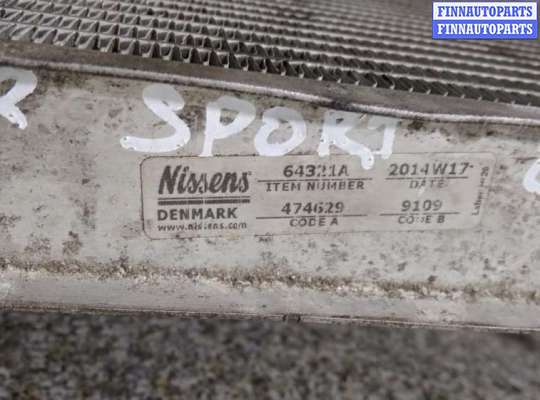 FINNAUTOPARTS
FINNAUTOPARTS
R SPORT
Nissens 64321A 2014W17
ITEM NUMBER DATE
DENMARK 474629 9109
www.nissens.com CODE A CODE B